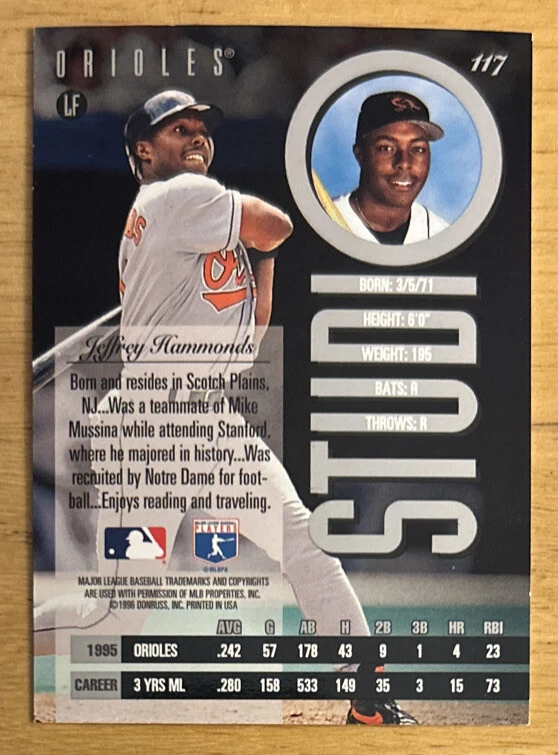 ORIOLES®
117
LF
BORN: 3/5/71
HEIGHT: 6'0"
WEIGHT: 195
BATS: R
THROWS: R
STUDIO
Jeffrey Hammonds
Born and resides in Scotch Plains,
NJ...Was a teammate of Mike
Mussina while attending Stanford,
where he majored in history...Was
recruited by Notre Dame for foot-
ball...Enjoys reading and traveling.
MAJOR LEAGUE BASEBALL
PLAYERS
©MLBPA
MAJOR LEAGUE BASEBALL TRADEMARKS AND COPYRIGHTS
ARE USED WITH PERMISSION OF MLB PROPERTIES, INC.
©1996 DONRUSS, INC. PRINTED IN USA
AVG G AB H 2B 3B HR RBI
1995 ORIOLES .242 57 178 43 9 1 4 23
CAREER 3 YRS ML .280 158 533 149 35 3 15 73